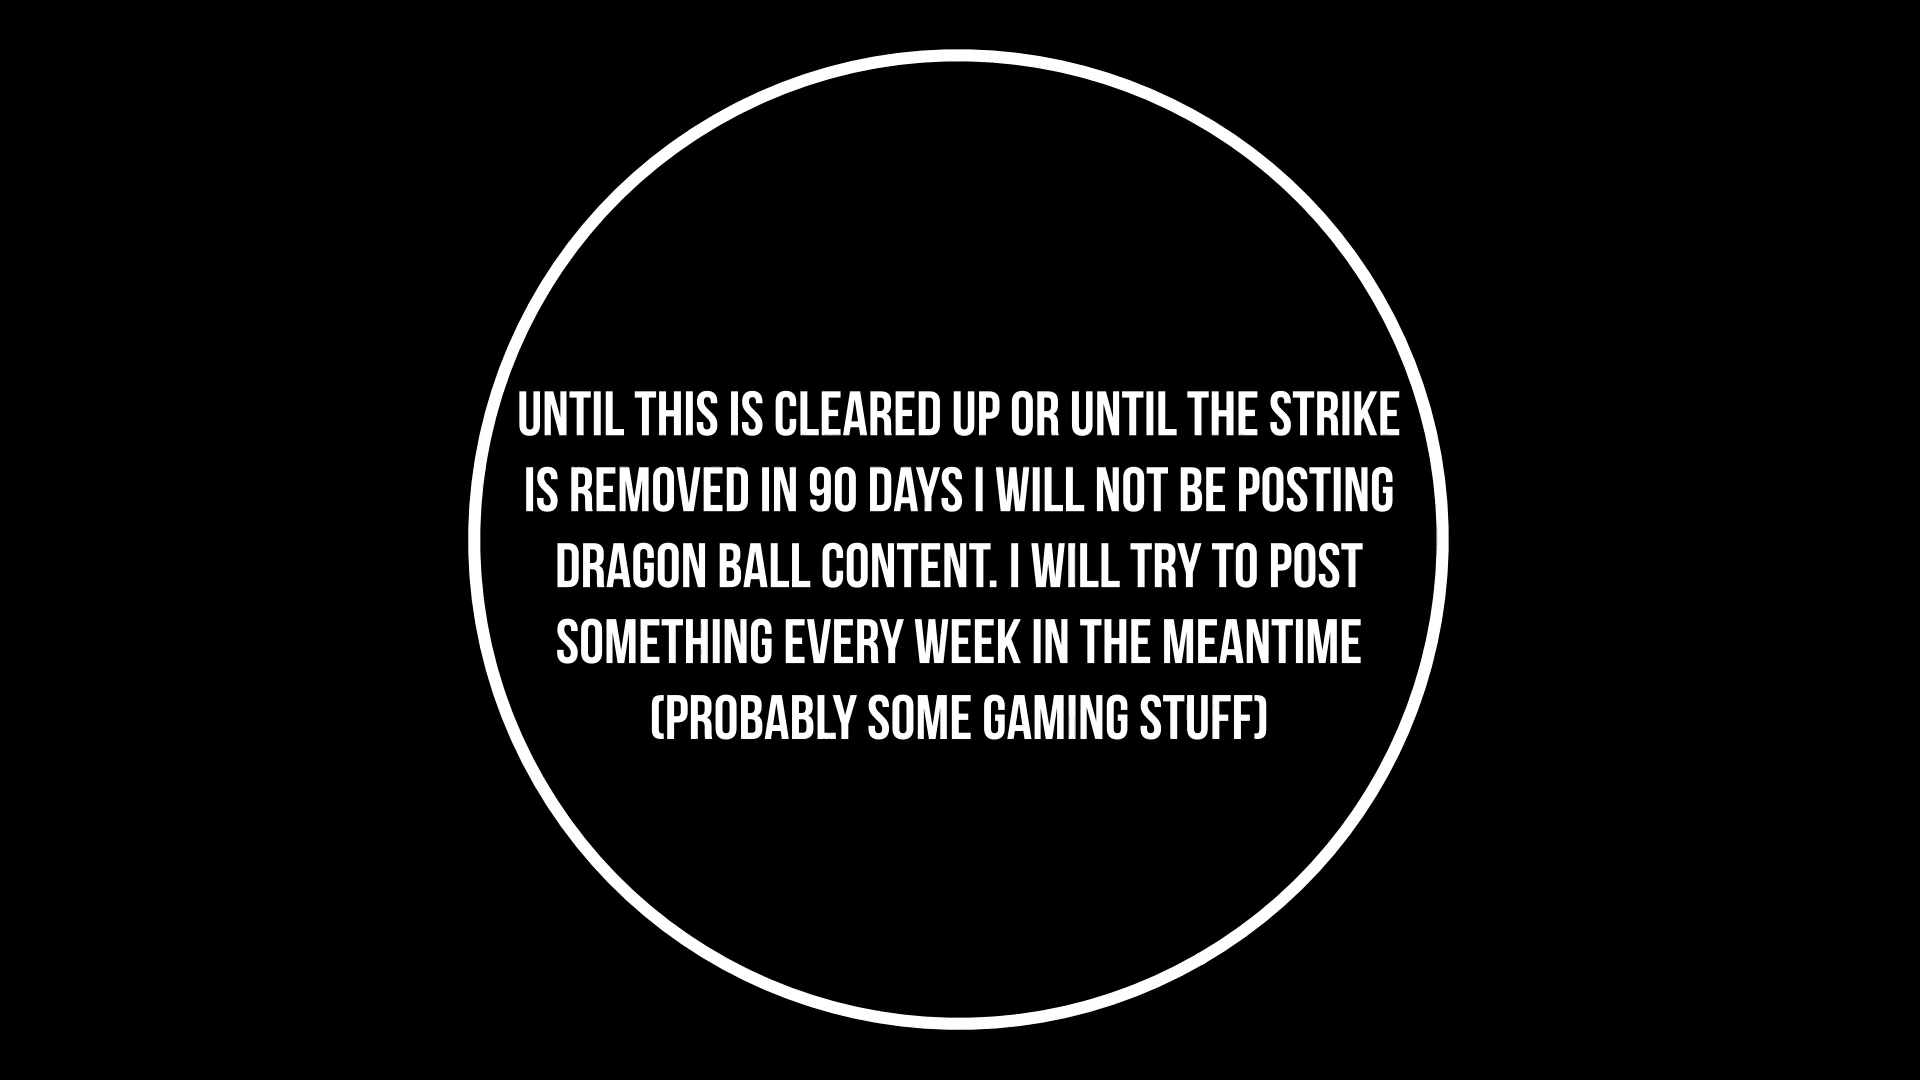 UNTIL THIS IS CLEARED UP OR UNTIL THE STRIKE
IS REMOVED IN 90 DAYS I WILL NOT BE POSTING
DRAGON BALL CONTENT. I WILL TRY TO POST
SOMETHING EVERY WEEK IN THE MEANTIME
(PROBABLY SOME GAMING STUFF)